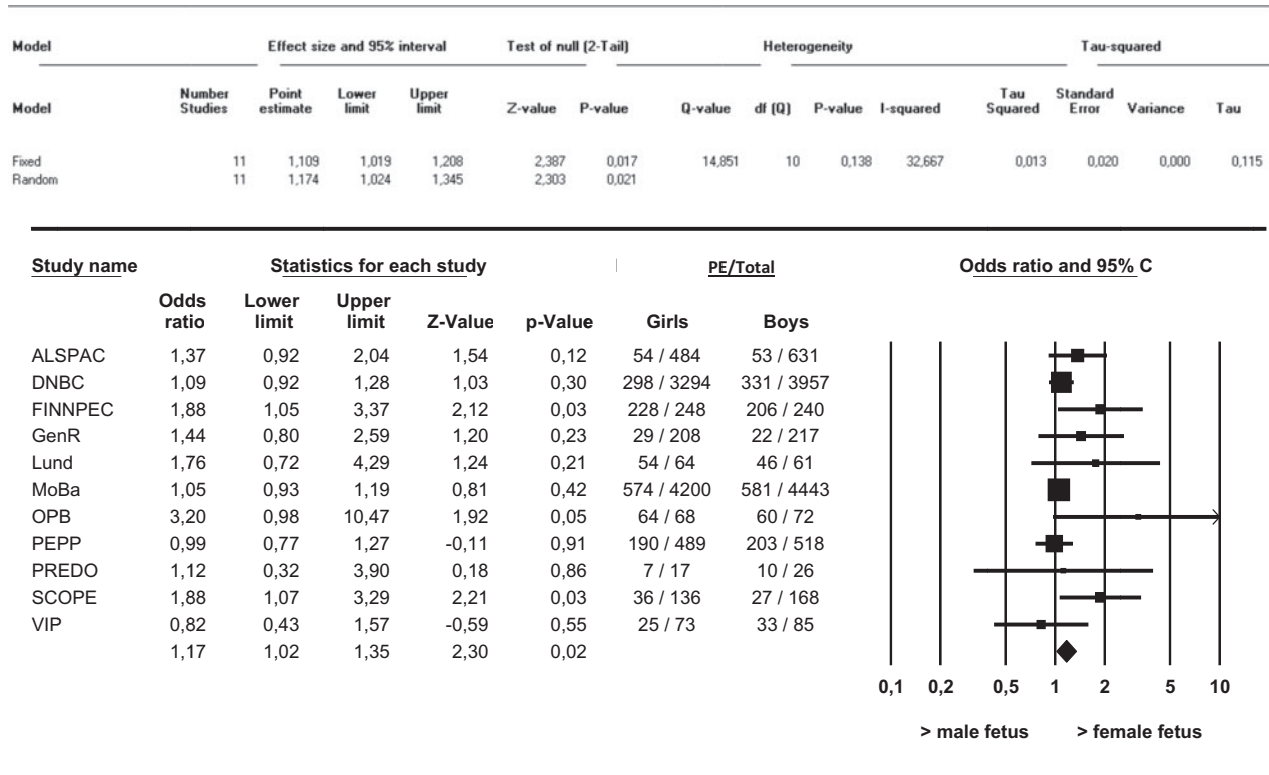 Model Effect size and 95% interval Test of null (2-Tail) Heterogeneity Tau-squared
Model Number Studies Point estimate Lower limit Upper limit Z-value P-value Q-value df (Q) P-value I-squared Tau Squared Standard Error Variance Tau
Fixed 11 1,109 1,019 1,208 2,387 0,017 14,851 10 0,138 32,667 0,013 0,020 0,000 0,115
Random 11 1,174 1,024 1,345 2,303 0,021
Study name Statistics for each study PE/Total Odds ratio and 95% C
Odds ratio Lower limit Upper limit Z-Value p-Value Girls Boys
ALSPAC 1,37 0,92 2,04 1,54 0,12 54 / 484 53 / 631
DNBC 1,09 0,92 1,28 1,03 0,30 298 / 3294 331 / 3957
FINNPEC 1,88 1,05 3,37 2,12 0,03 228 / 248 206 / 240
GenR 1,44 0,80 2,59 1,20 0,23 29 / 208 22 / 217
Lund 1,76 0,72 4,29 1,24 0,21 54 / 64 46 / 61
MoBa 1,05 0,93 1,19 0,81 0,42 574 / 4200 581 / 4443
OPB 3,20 0,98 10,47 1,92 0,05 64 / 68 60 / 72
PEPP 0,99 0,77 1,27 -0,11 0,91 190 / 489 203 / 518
PREDO 1,12 0,32 3,90 0,18 0,86 7 / 17 10 / 26
SCOPE 1,88 1,07 3,29 2,21 0,03 36 / 136 27 / 168
VIP 0,82 0,43 1,57 -0,59 0,55 25 / 73 33 / 85
1,17 1,02 1,35 2,30 0,02
0,1 0,2 0,5 1 2 5 10
> male fetus > female fetus